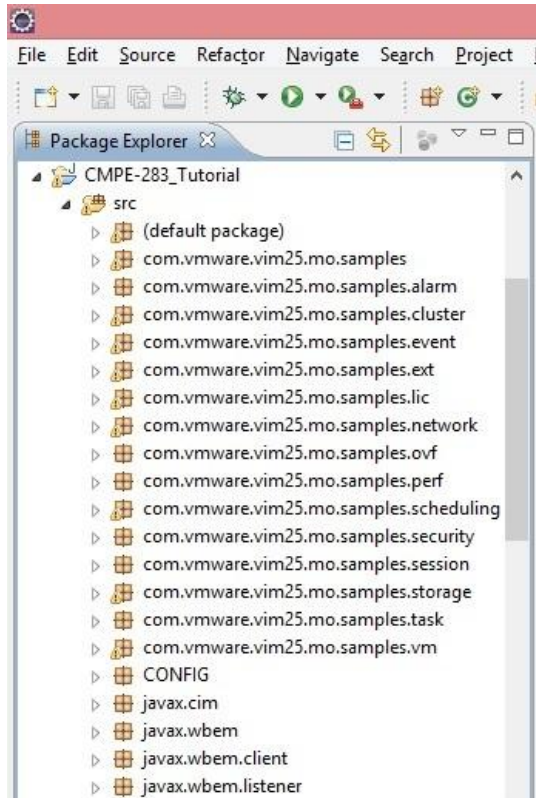 File Edit Source Refactor Navigate Search Project
Package Explorer
CMPE-283_Tutorial
src
(default package)
com.vmware.vim25.mo.samples
com.vmware.vim25.mo.samples.alarm
com.vmware.vim25.mo.samples.cluster
com.vmware.vim25.mo.samples.event
com.vmware.vim25.mo.samples.ext
com.vmware.vim25.mo.samples.lic
com.vmware.vim25.mo.samples.network
com.vmware.vim25.mo.samples.ovf
com.vmware.vim25.mo.samples.perf
com.vmware.vim25.mo.samples.scheduling
com.vmware.vim25.mo.samples.security
com.vmware.vim25.mo.samples.session
com.vmware.vim25.mo.samples.storage
com.vmware.vim25.mo.samples.task
com.vmware.vim25.mo.samples.vm
CONFIG
javax.cim
javax.wbem
javax.wbem.client
javax.wbem.listener